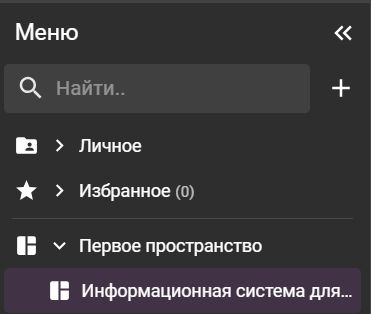 Меню
Найти..
Личное
Избранное (0)
Первое пространство
Информационная система для...